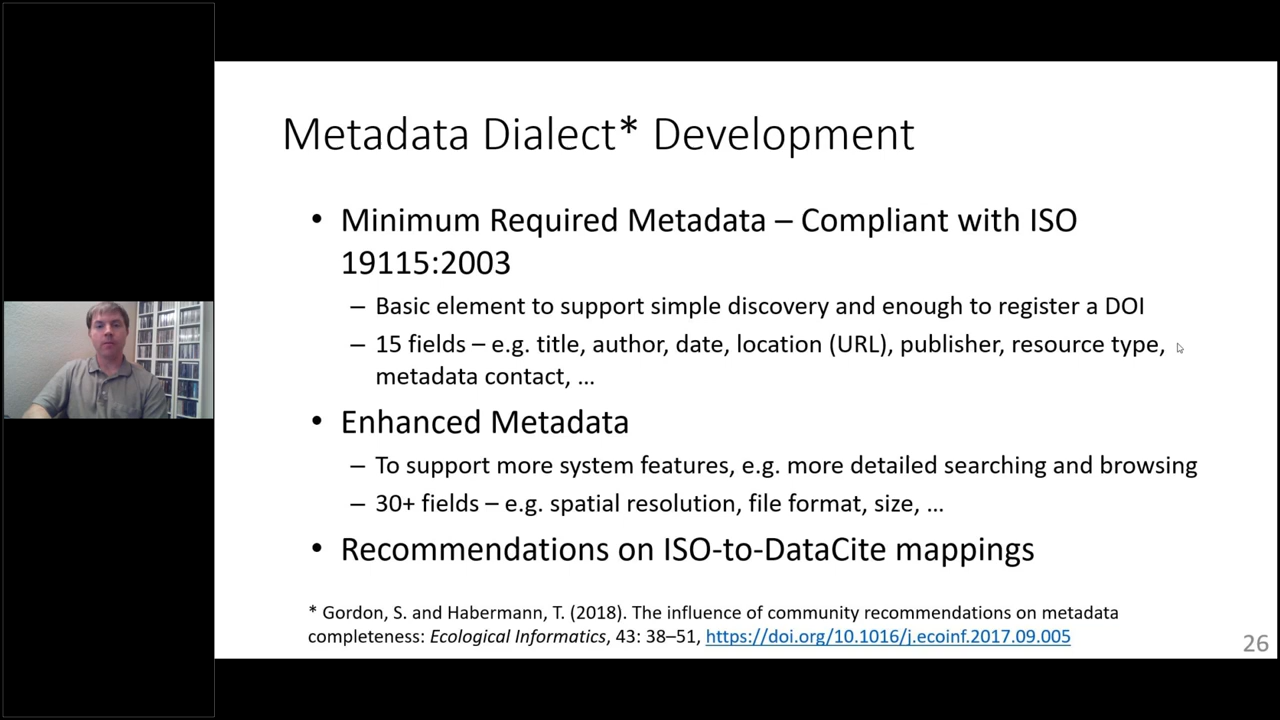 Metadata Dialect* Development
• Minimum Required Metadata – Compliant with ISO
19115:2003
– Basic element to support simple discovery and enough to register a DOI
– 15 fields – e.g. title, author, date, location (URL), publisher, resource type,
metadata contact, …
• Enhanced Metadata
– To support more system features, e.g. more detailed searching and browsing
– 30+ fields – e.g. spatial resolution, file format, size, …
• Recommendations on ISO-to-DataCite mappings
* Gordon, S. and Habermann, T. (2018). The influence of community recommendations on metadata
completeness: Ecological Informatics, 43: 38–51, https://doi.org/10.1016/j.ecoinf.2017.09.005
26